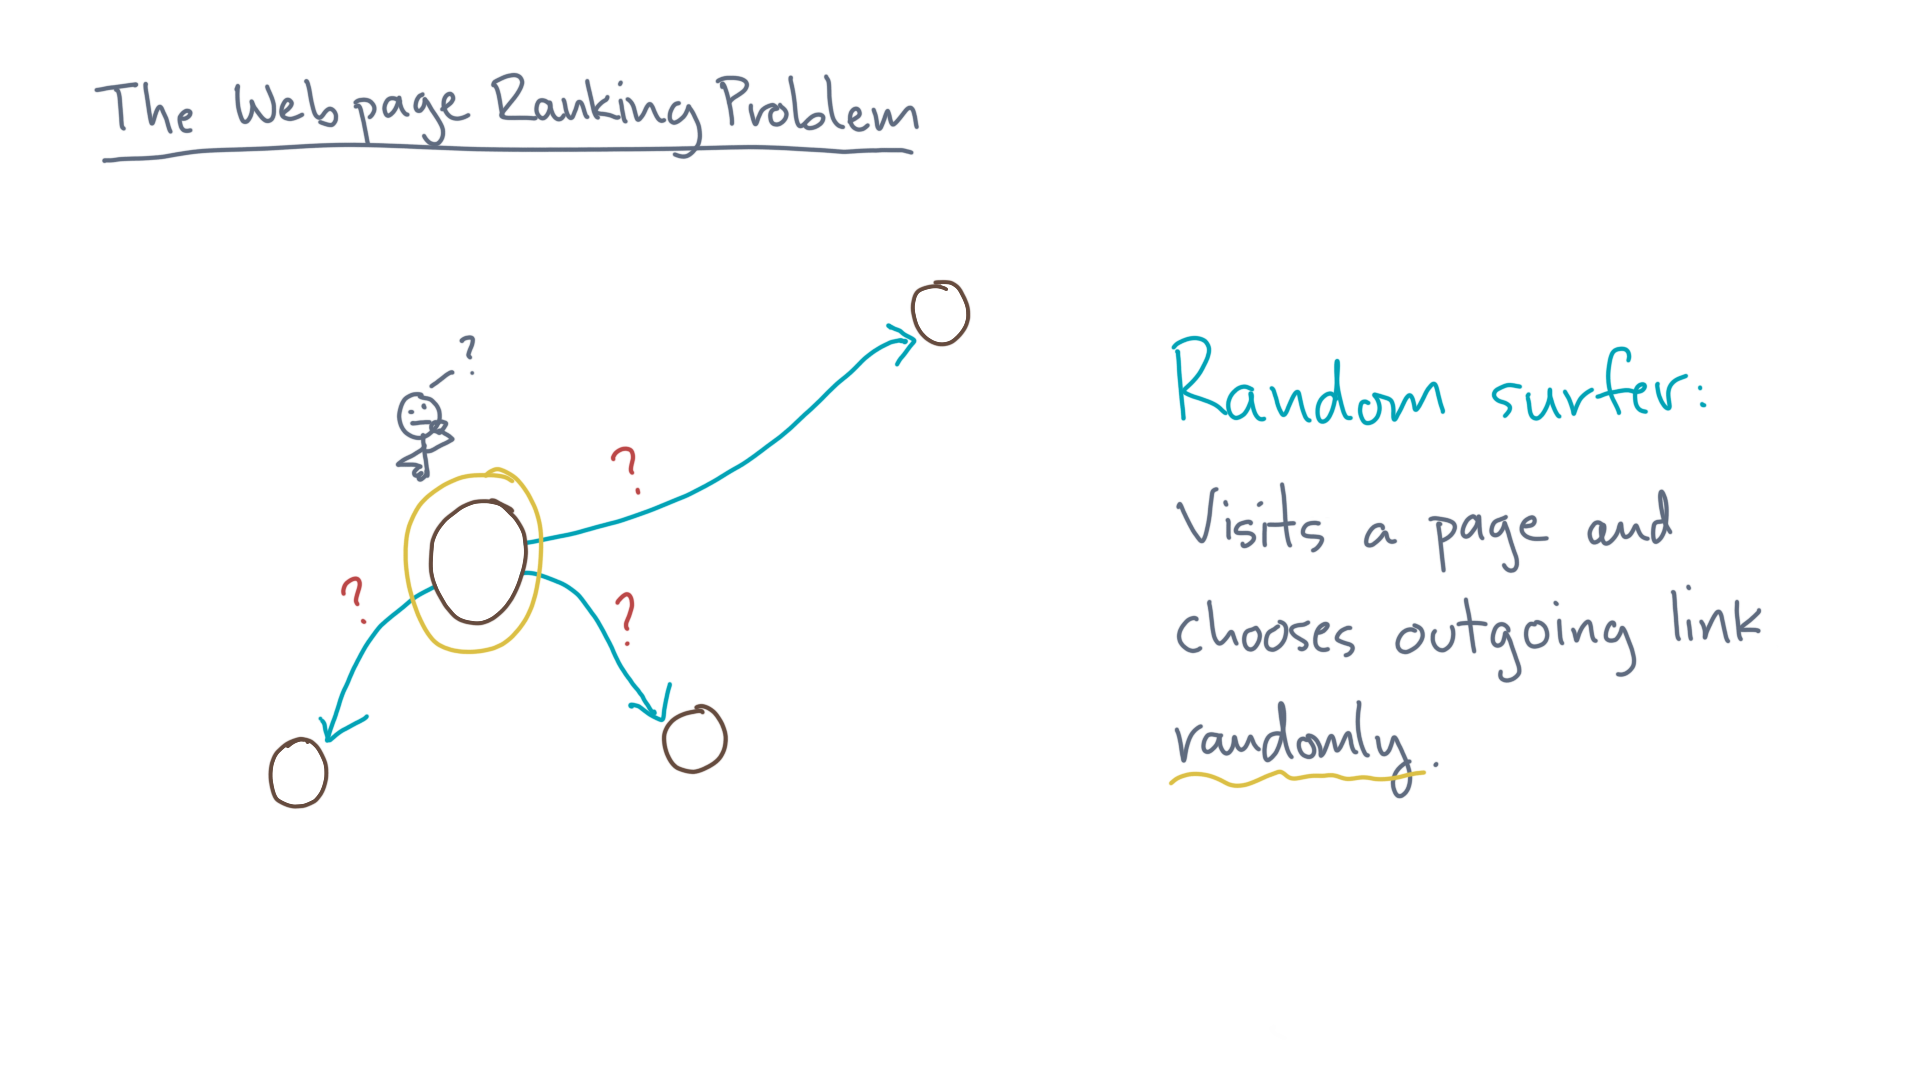 The Webpage Ranking Problem
?
?
?
?
Random surfer:
Visits a page and
chooses outgoing link
randomly.